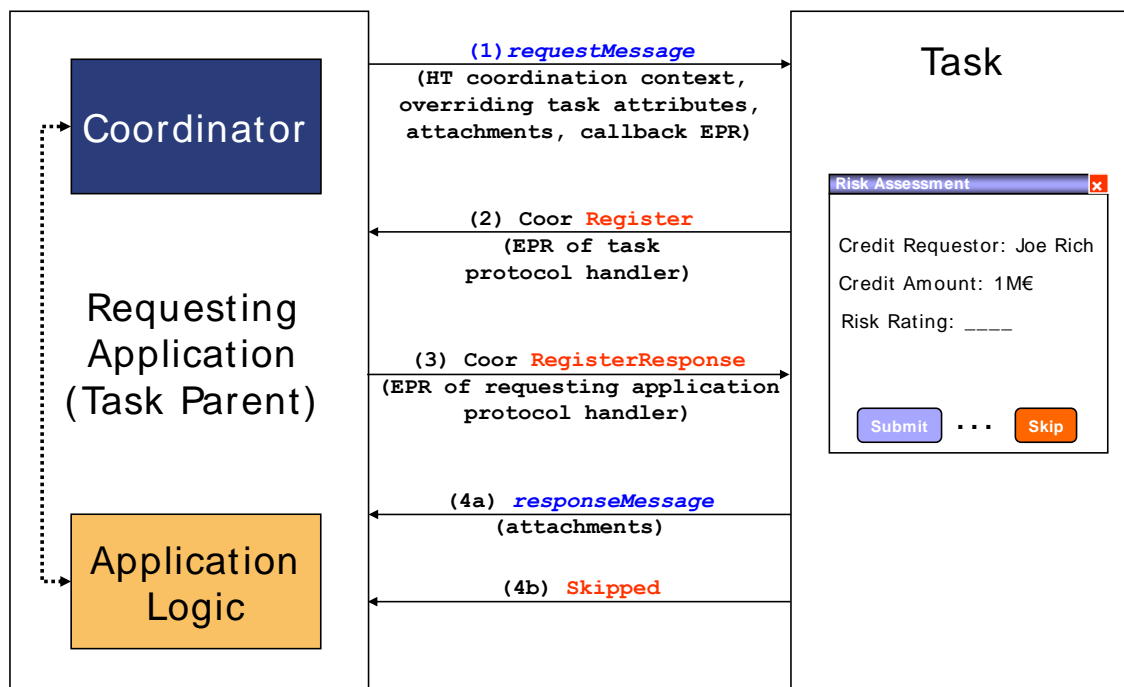 Coordinator
Requesting
Application
(Task Parent)
Application
Logic
(1) requestMessage
(HT coordination context,
overriding task attributes,
attachments, callback EPR)
(2) Coor Register
(EPR of task
protocol handler)
(3) Coor RegisterResponse
(EPR of requesting application
protocol handler)
(4a) responseMessage
(attachments)
(4b) Skipped
Task
Risk Assessment
x
Credit Requestor: Joe Rich
Credit Amount: 1M€
Risk Rating: ____
Submit ... Skip